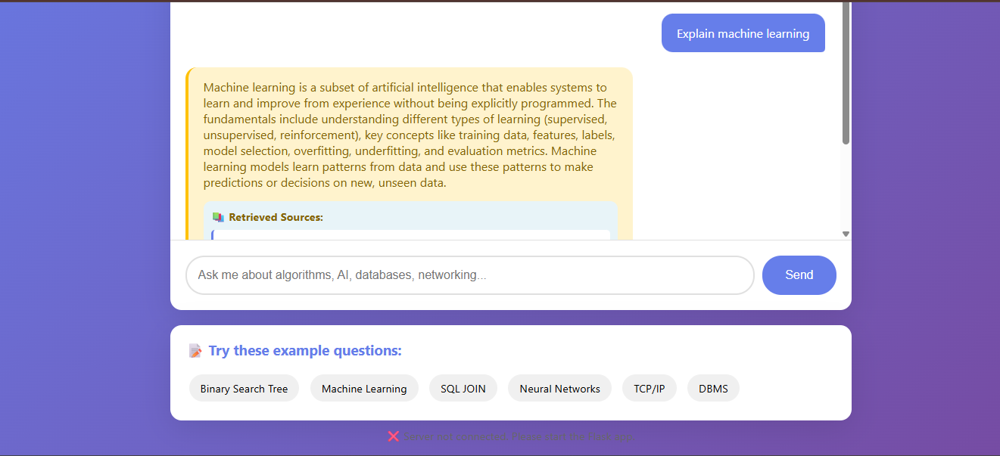 Explain machine learning
Machine learning is a subset of artificial intelligence that enables systems to
learn and improve from experience without being explicitly programmed. The
fundamentals include understanding different types of learning (supervised,
unsupervised, reinforcement), key concepts like training data, features, labels,
model selection, overfitting, underfitting, and evaluation metrics. Machine
learning models learn patterns from data and use these patterns to make
predictions or decisions on new, unseen data.
📚 Retrieved Sources:
Ask me about algorithms, AI, databases, networking...
Send
📝 Try these example questions:
Binary Search Tree
Machine Learning
SQL JOIN
Neural Networks
TCP/IP
DBMS